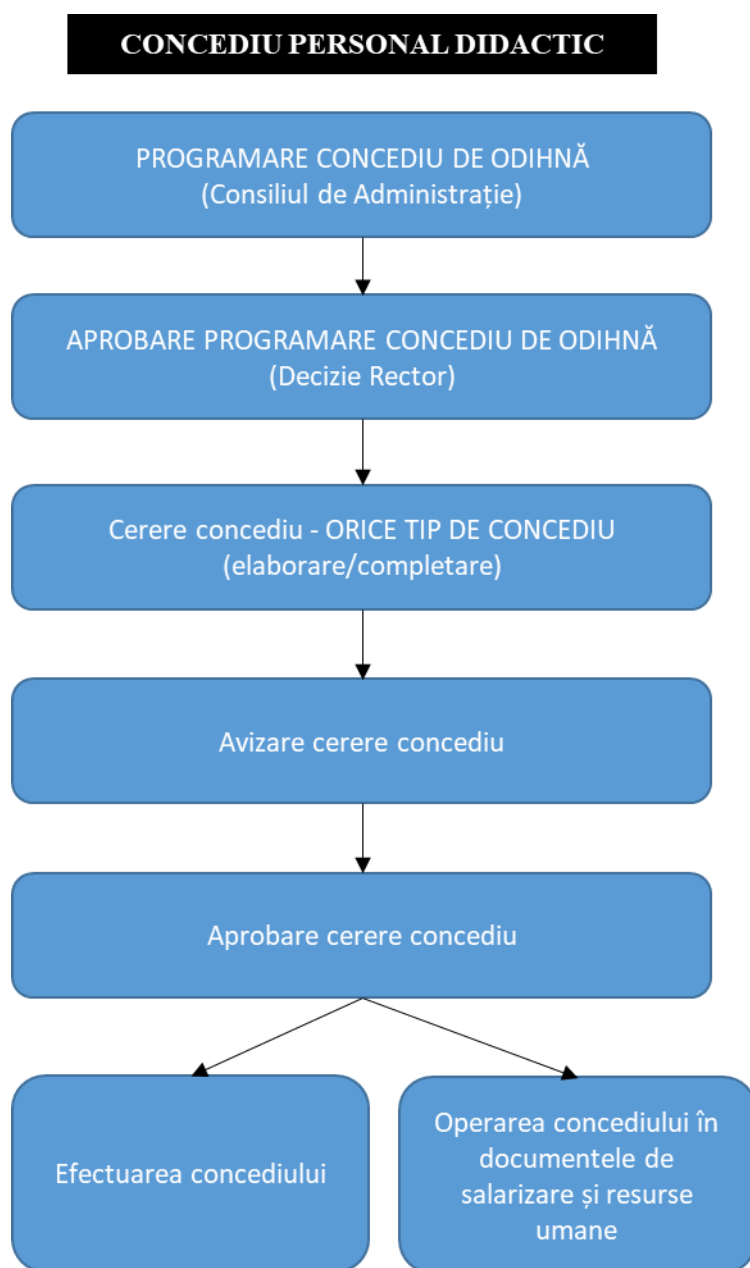 CONCEDIU PERSONAL DIDACTIC
PROGRAMARE CONCEDIU DE ODIHNĂ
(Consiliul de Administrație)
APROBARE PROGRAMARE CONCEDIU DE ODIHNĂ
(Decizie Rector)
Cerere concediu - ORICE TIP DE CONCEDIU
(elaborare/completare)
Avizare cerere concediu
Aprobare cerere concediu
Efectuarea concediului
Operarea concediului în
documentele de
salarizare și resurse
umane